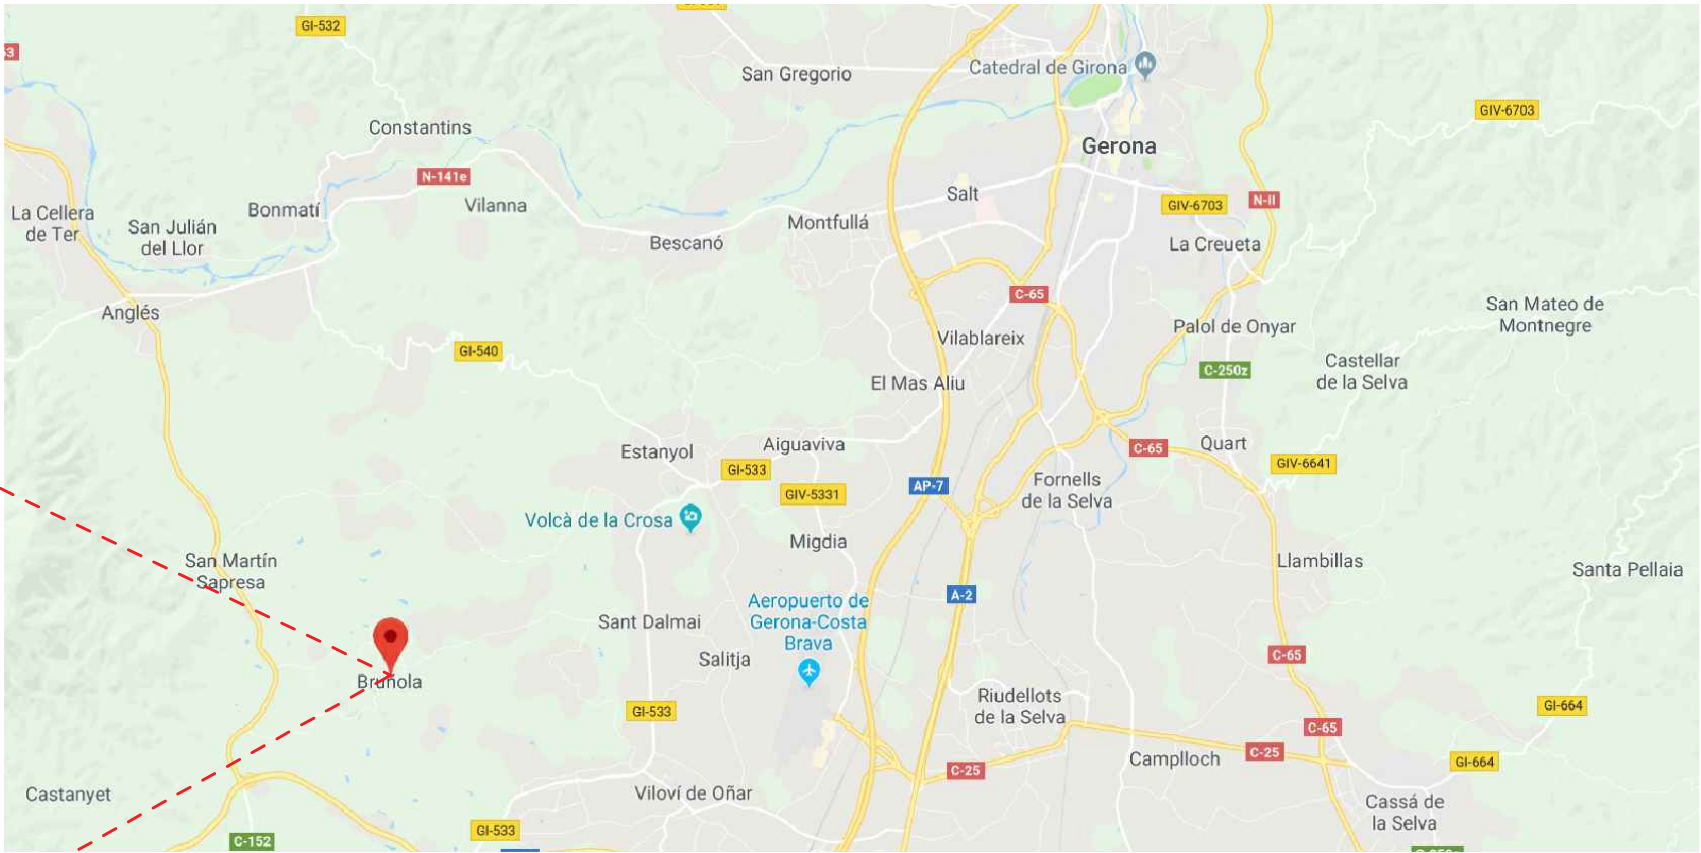 GI-532
San Gregorio
Catedral de Girona
GIV-6703
Constantins
Gerona
N-141e
Salt
La Cellera
de Ter
San Julián
del Llor
Bonmatí
Vilanna
Montfullá
GIV-6703
N-II
Bescanó
La Creueta
C-65
Anglés
San Mateo de
Montnegre
Palol de Onyar
Vilablareix
GI-540
C-250z
Castellar
de la Selva
El Mas Aliu
Estanyol
Aiguaviva
C-65
Quart
GI-533
GIV-6641
GIV-5331
AP-7
Fornells
de la Selva
Volcà de la Crosa
Migdia
San Martín
Sapresa
Llambillas
Santa Pellaia
A-2
Aeropuerto de
Gerona-Costa
Brava
Sant Dalmai
Salitja
C-65
Bruñola
GI-533
Riudellots
de la Selva
GI-664
C-65
Camplloch
C-25
GI-664
C-25
Castanyet
Viloví de Oñar
Cassá de
la Selva
GI-533
C-152